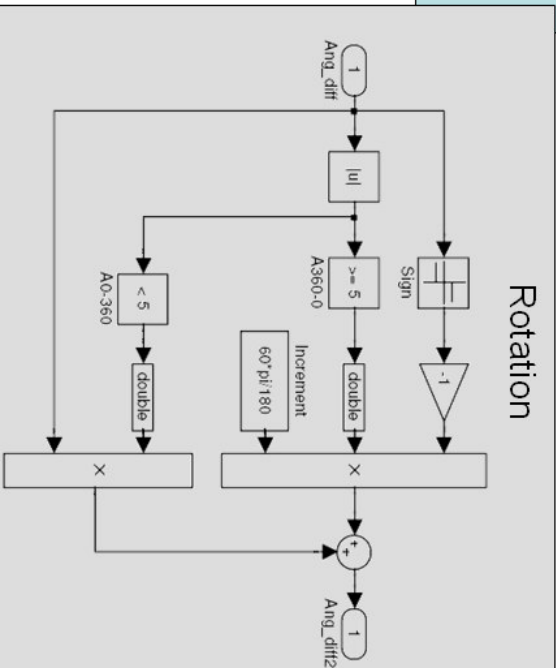 Rotation
1
Ang_diff
|u|
Sign
-1
>= 5
A360-0
double
Increment
60*pi/180
×
< 5
A0-360
double
×
+
+
1
Ang_diff2